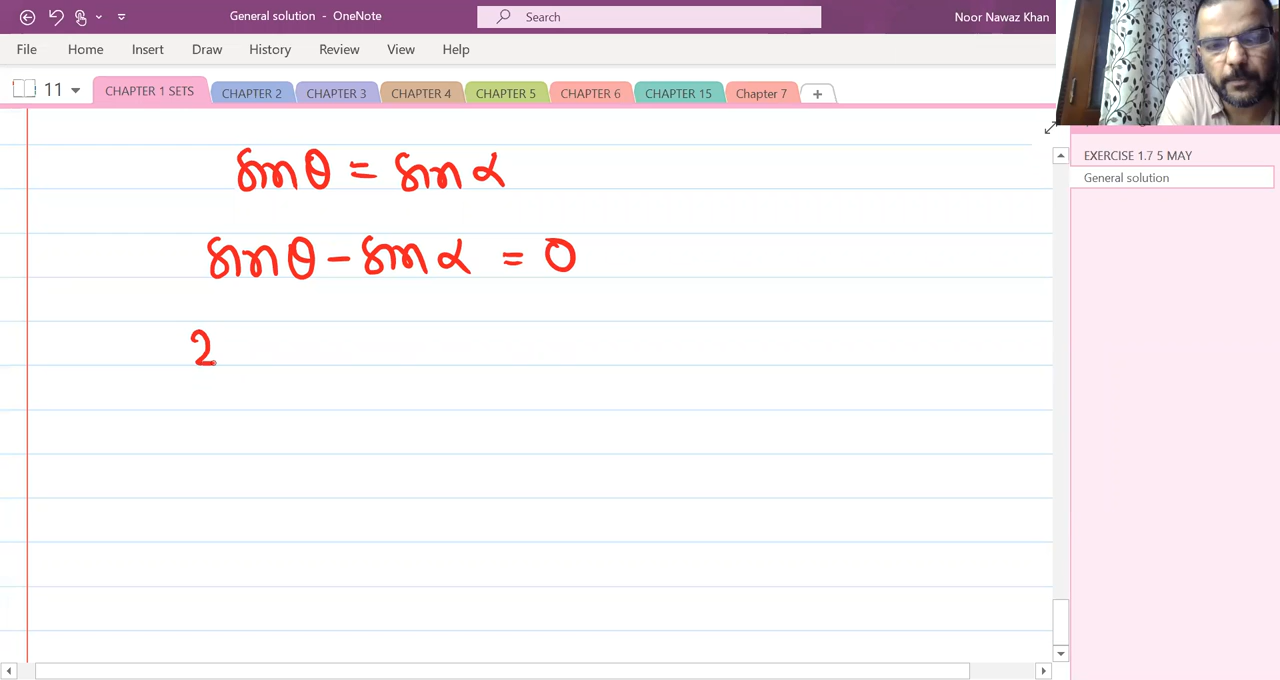 General solution - OneNote
Search
Noor Nawaz Khan
File Home Insert Draw History Review View Help
11 CHAPTER 1 SETS CHAPTER 2 CHAPTER 3 CHAPTER 4 CHAPTER 5 CHAPTER 6 CHAPTER 15 Chapter 7 +
EXERCISE 1.7 5 MAY
General solution
sinθ = sin α
sinθ - sin α = 0
2